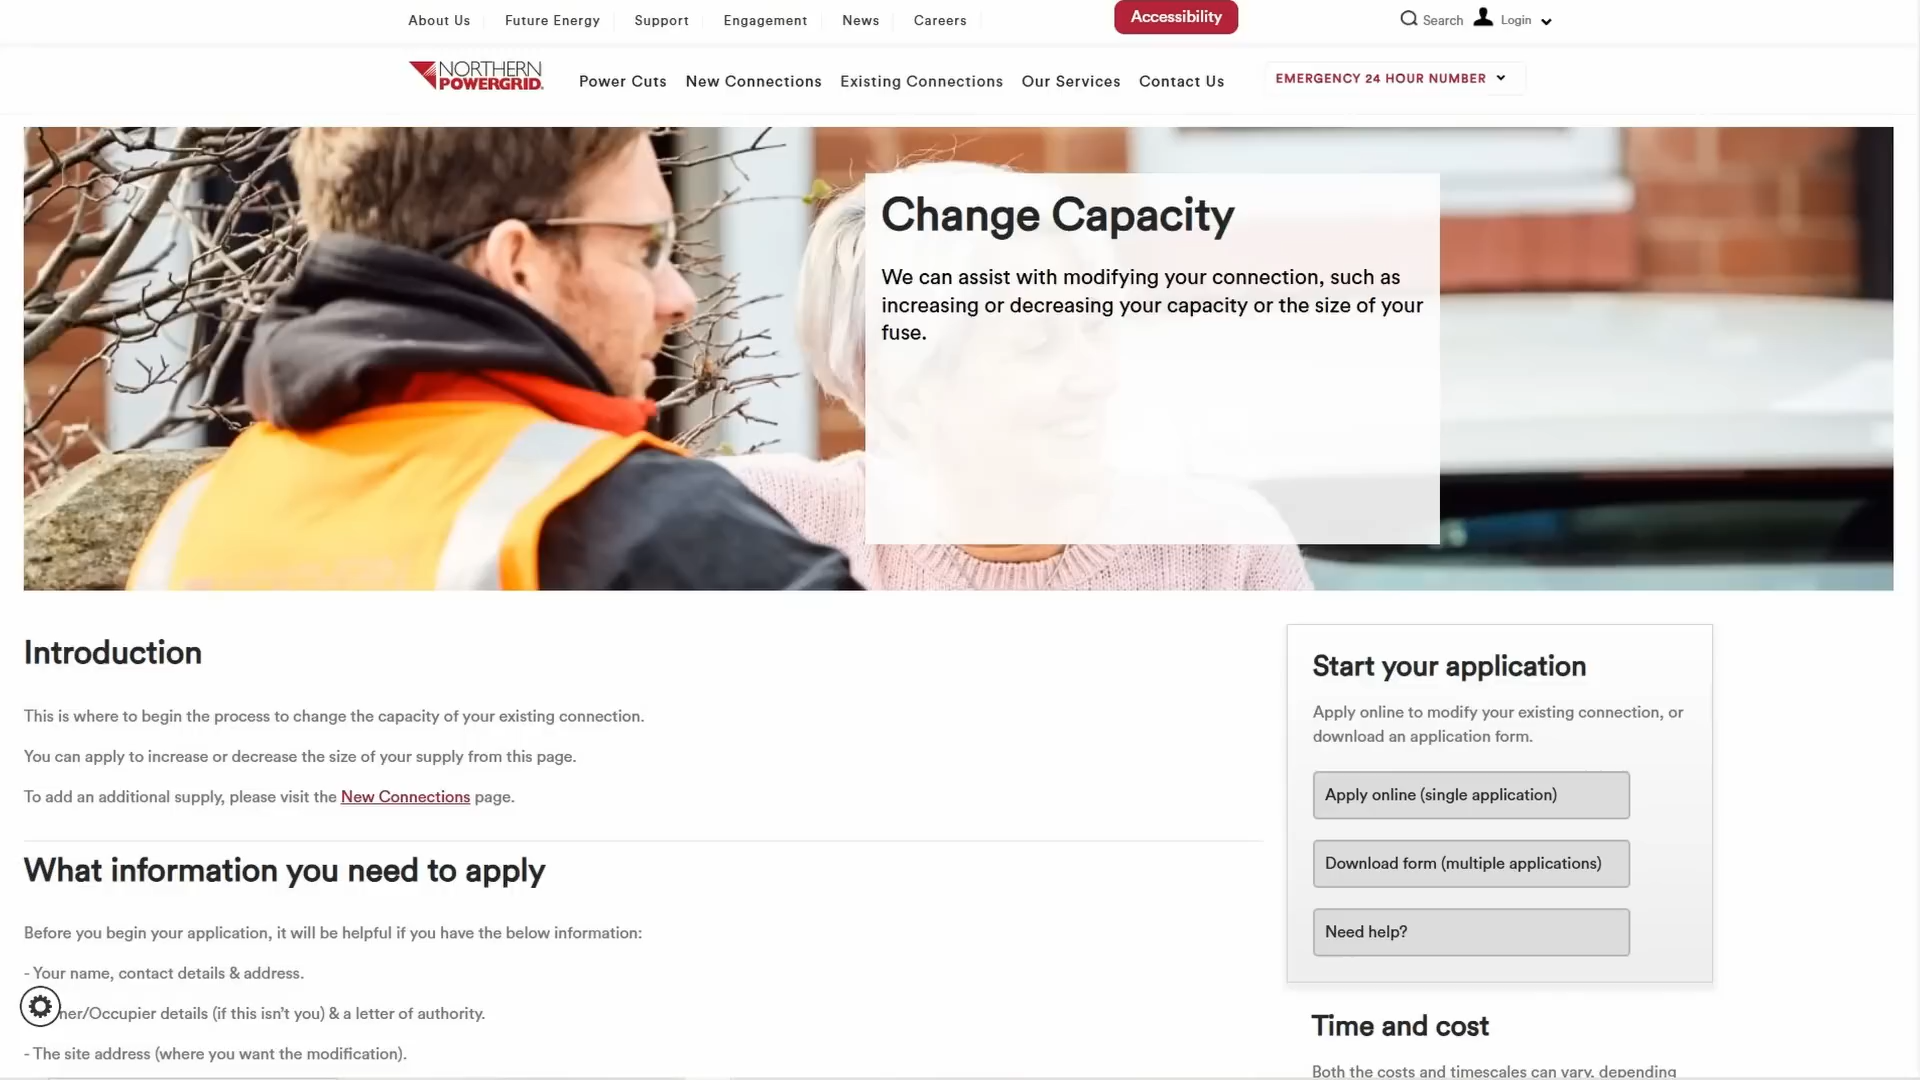 About Us
Future Energy
Support
Engagement
News
Careers
Accessibility
Search
Login
NORTHERN
POWERGRID
Power Cuts
New Connections
Existing Connections
Our Services
Contact Us
EMERGENCY 24 HOUR NUMBER
Change Capacity
We can assist with modifying your connection, such as
increasing or decreasing your capacity or the size of your
fuse.
Introduction
This is where to begin the process to change the capacity of your existing connection.
You can apply to increase or decrease the size of your supply from this page.
To add an additional supply, please visit the New Connections page.
What information you need to apply
Before you begin your application, it will be helpful if you have the below information:
- Your name, contact details & address.
ner/Occupier details (if this isn't you) & a letter of authority.
- The site address (where you want the modification).
Start your application
Apply online to modify your existing connection, or
download an application form.
Apply online (single application)
Download form (multiple applications)
Need help?
Time and cost
Both the costs and timescales can vary, depending